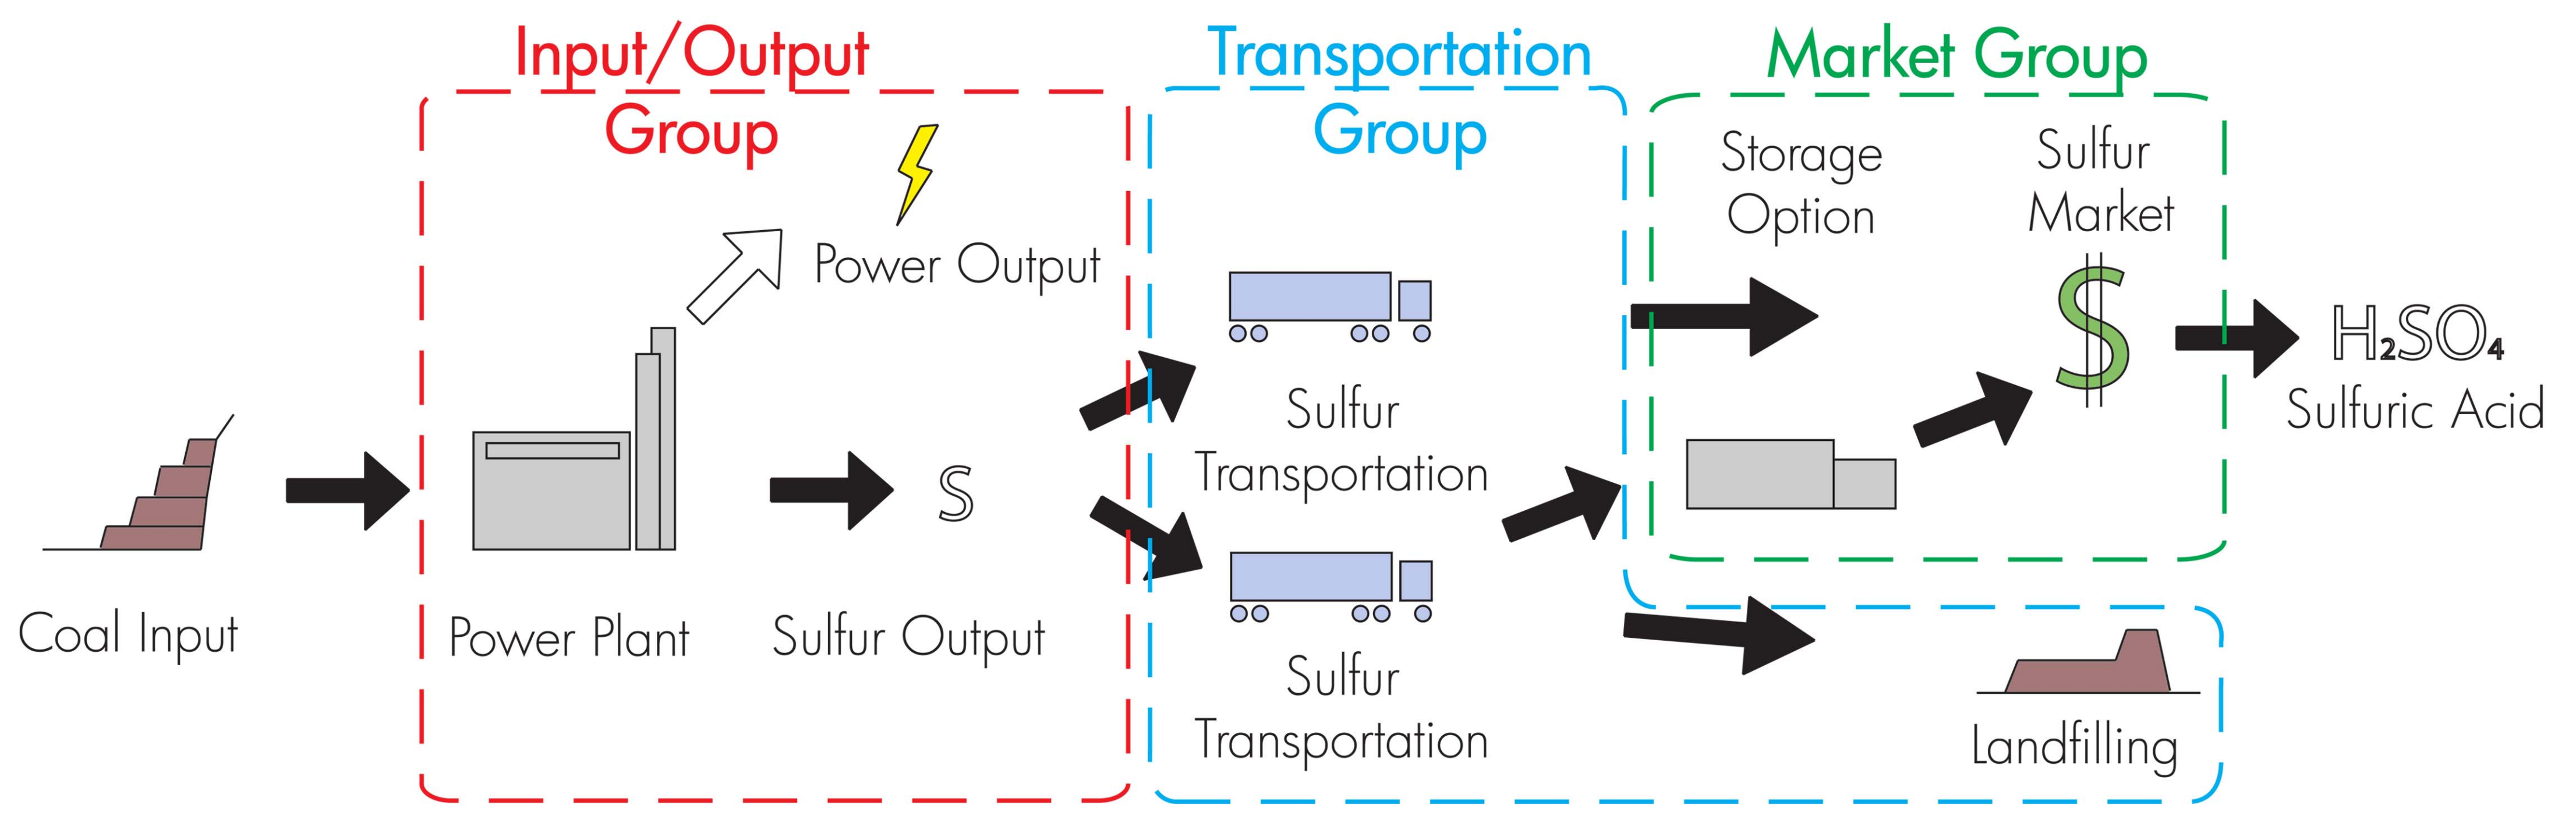 Input/Output
Group
Transportation
Group
Market Group
Storage
Option
Sulfur
Market
Power Output
Sulfur
Transportation
H₂SO₄
Sulfuric Acid
S
Coal Input
Power Plant
Sulfur Output
Sulfur
Transportation
Landfilling
$